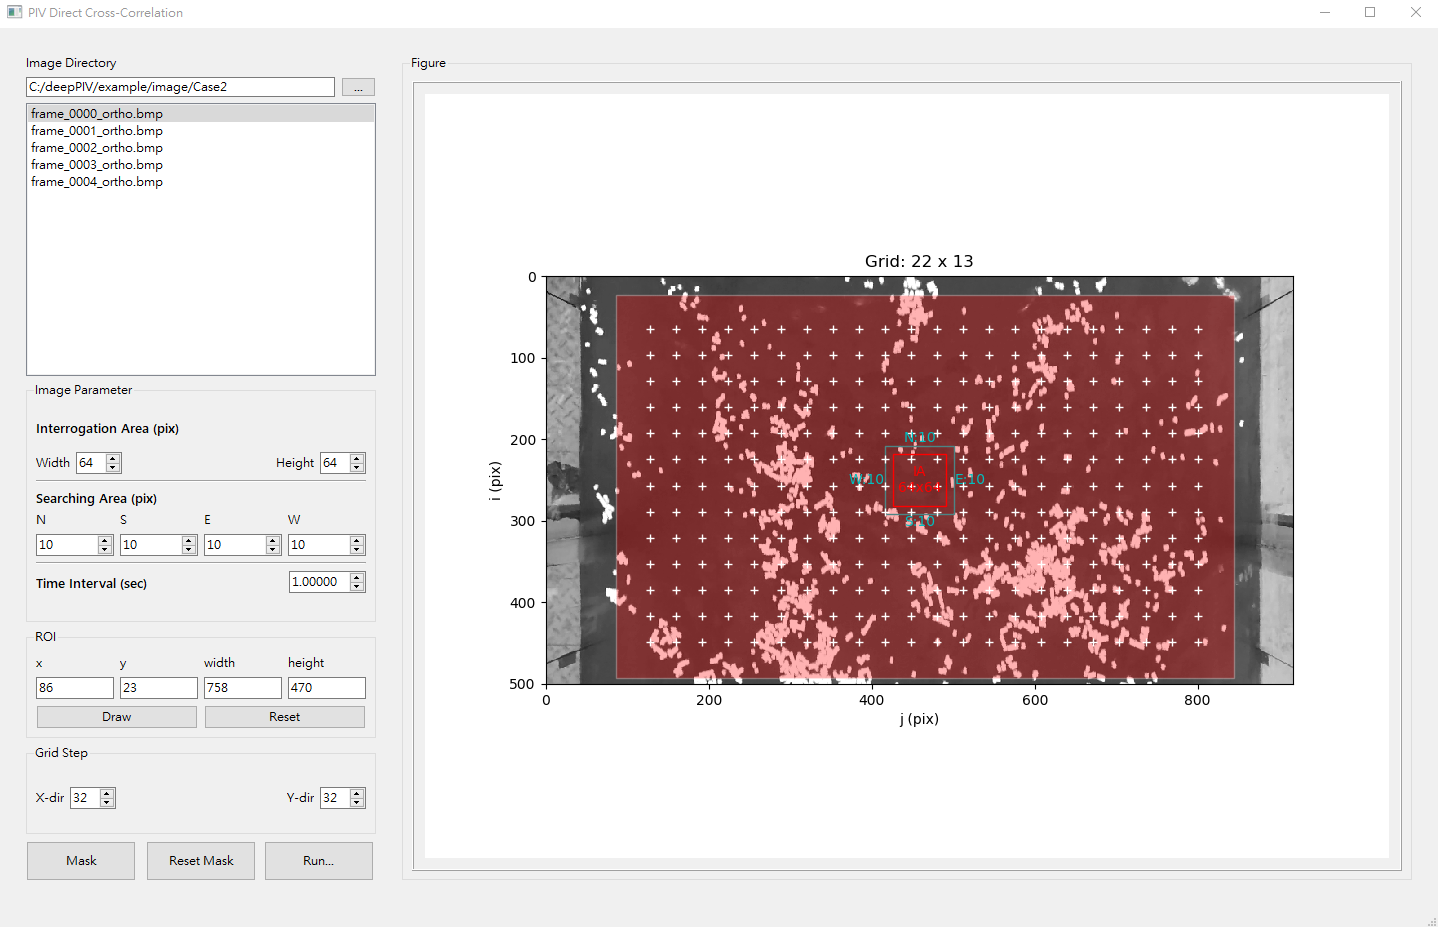 PIV Direct Cross-Correlation
Image Directory
C:/deepPIV/example/image/Case2
...
frame_0000_ortho.bmp
frame_0001_ortho.bmp
frame_0002_ortho.bmp
frame_0003_ortho.bmp
frame_0004_ortho.bmp
Image Parameter
Interrogation Area (pix)
Width 64 Height 64
Searching Area (pix)
N S E W
10 10 10 10
Time Interval (sec) 1.00000
ROI
x y width height
86 23 758 470
Draw Reset
Grid Step
X-dir 32 Y-dir 32
Mask Reset Mask Run...
Figure
Grid: 22 x 13
0
100
200
300
400
500
i (pix)
N:10
W:10
IA
64x64
E:10
S:10
0 200 400 600 800
j (pix)